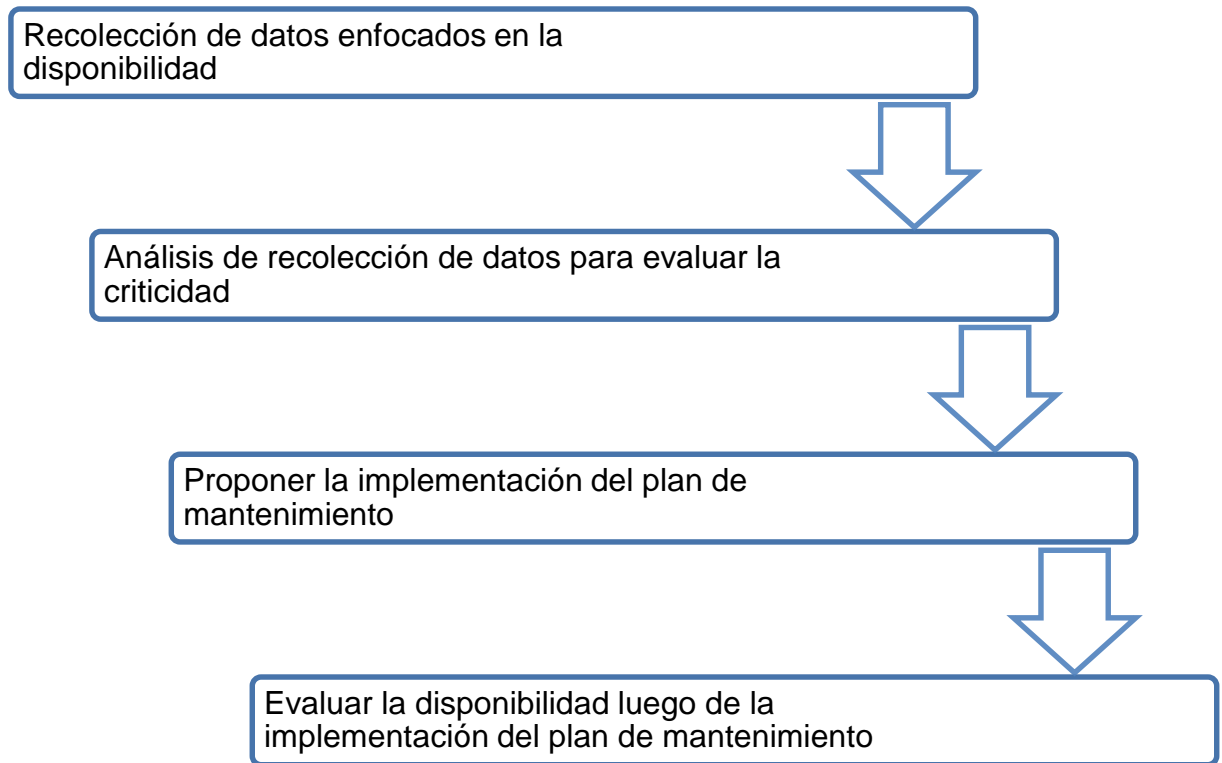 Recolección de datos enfocados en la
disponibilidad
Análisis de recolección de datos para evaluar la
criticidad
Proponer la implementación del plan de
mantenimiento
Evaluar la disponibilidad luego de la
implementación del plan de mantenimiento